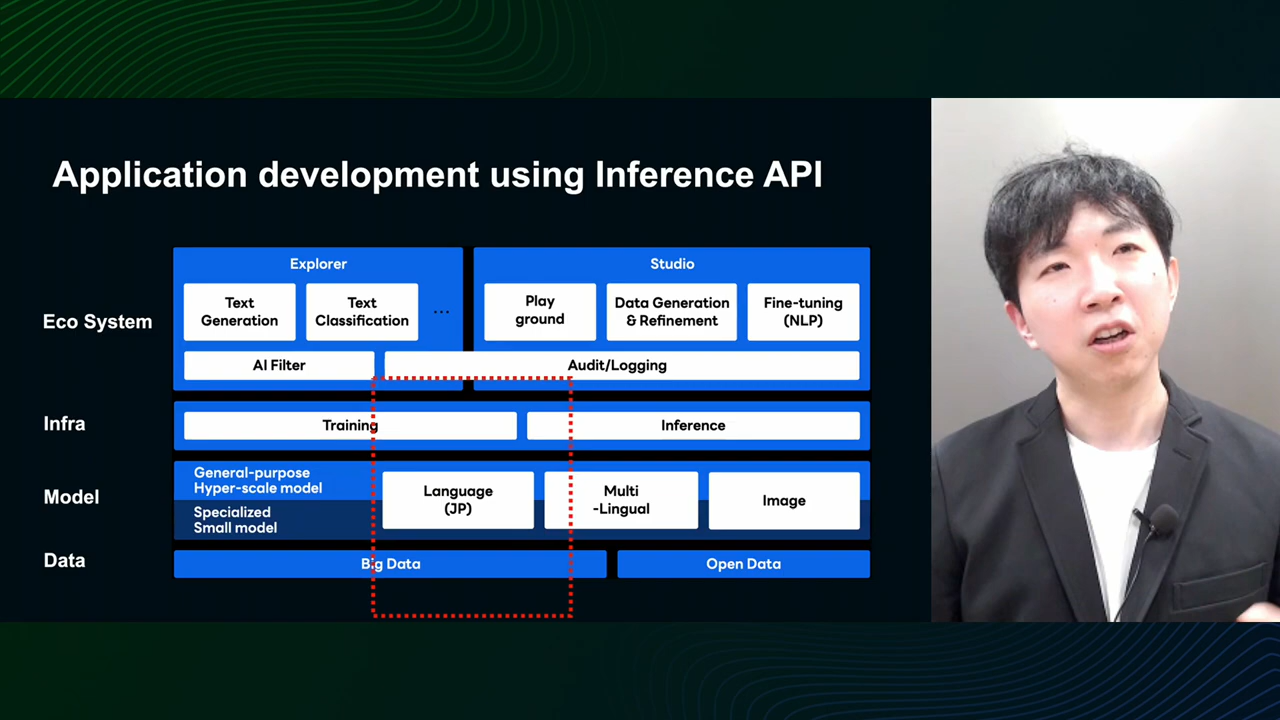 Application development using Inference API
Eco System
Explorer
Text
Generation
Text
Classification
...
AI Filter
Studio
Play
ground
Data Generation
& Refinement
Fine-tuning
(NLP)
Audit/Logging
Infra
Training
Inference
Model
General-purpose
Hyper-scale model
Specialized
Small model
Language
(JP)
Multi
-Lingual
Image
Data
Big Data
Open Data